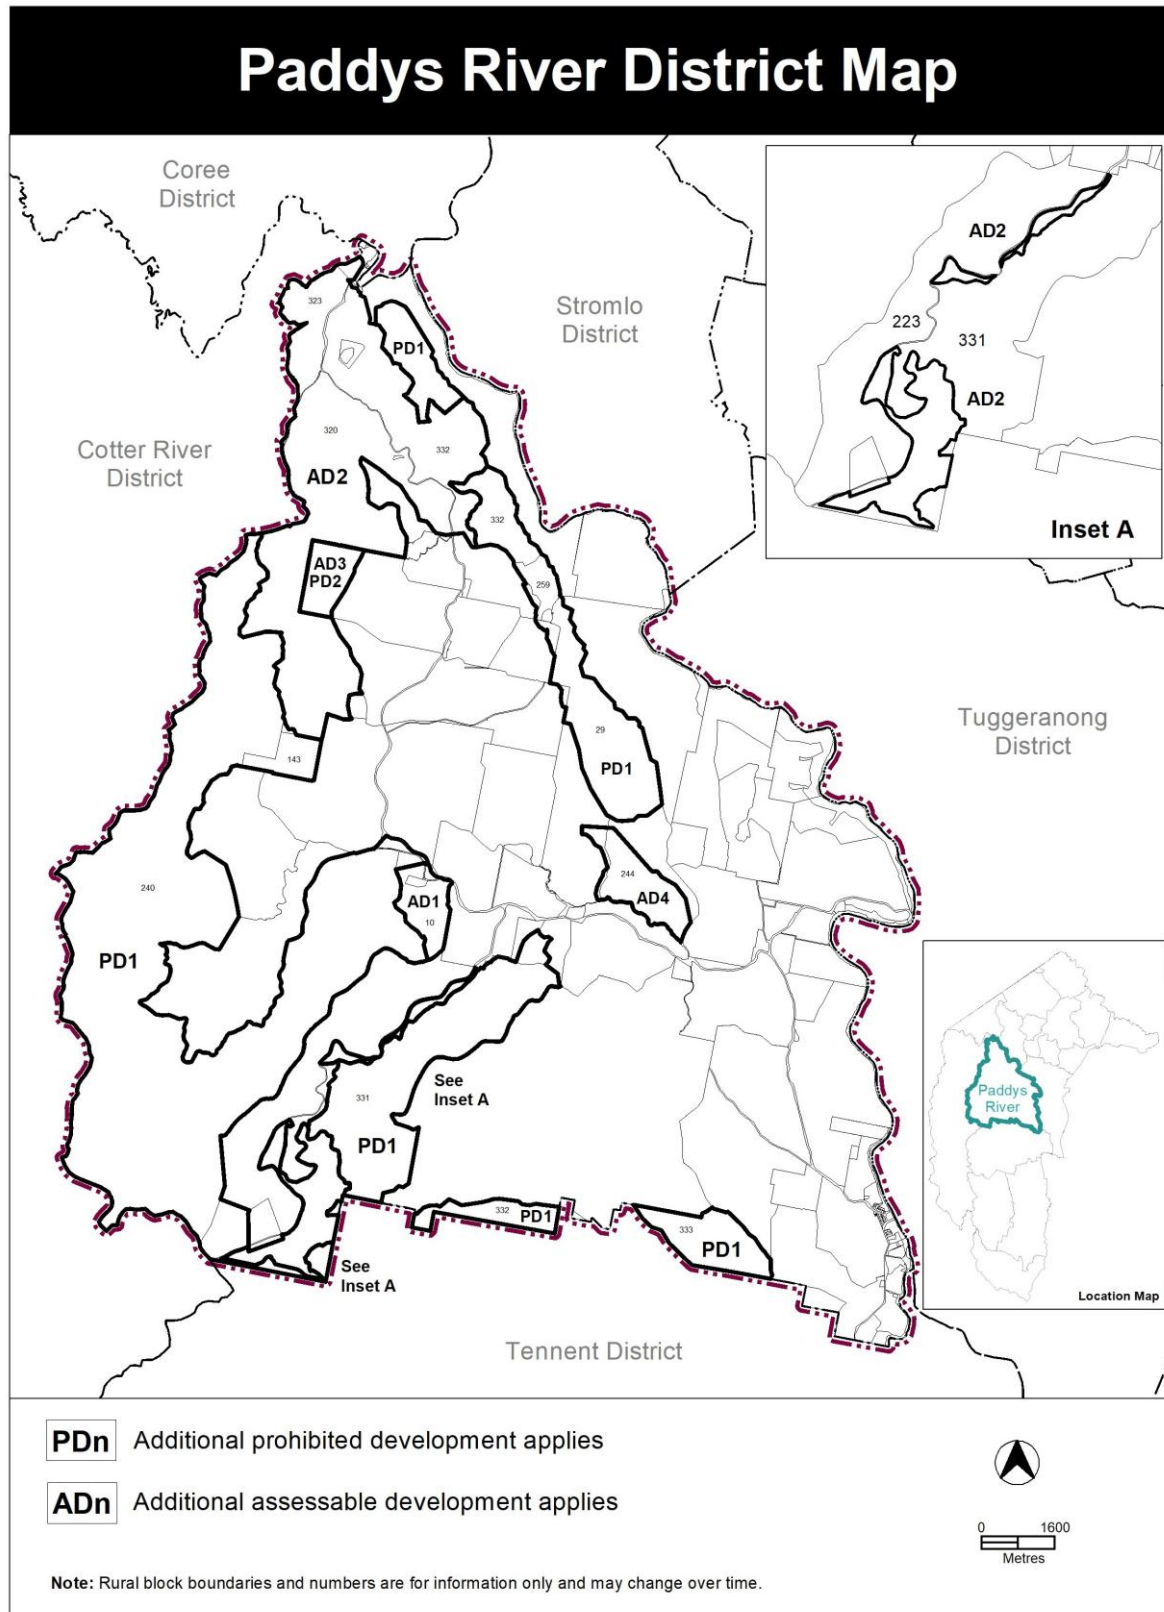 Paddys River District Map
Coree
District
Stromlo
District
Cotter River
District
Tuggeranong
District
Tennent District
323
PD1
320
332
AD2
332
AD3
PD2
259
29
PD1
143
240
PD1
AD1
10
244
AD4
See
Inset A
331
PD1
332
PD1
333
PD1
See
Inset A
AD2
223
331
AD2
Inset A
Paddys
River
Location Map
PDn Additional prohibited development applies
ADn Additional assessable development applies
0 1600
Metres
Note: Rural block boundaries and numbers are for information only and may change over time.